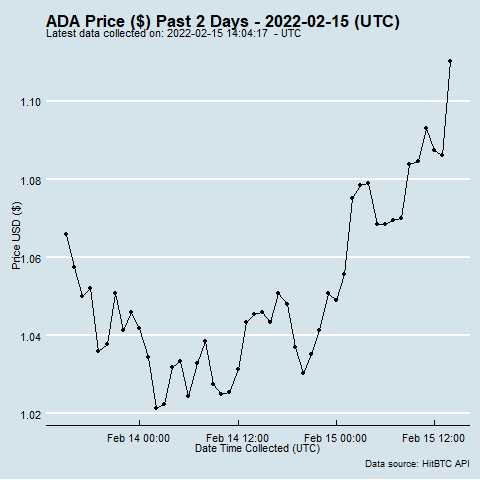 ADA Price ($) Past 2 Days - 2022-02-15 (UTC)
Latest data collected on: 2022-02-15 14:04:17 - UTC
Price USD ($)
1.10
1.08
1.06
1.04
1.02
Feb 14 00:00
Feb 14 12:00
Feb 15 00:00
Feb 15 12:00
Date Time Collected (UTC)
Data source: HitBTC API